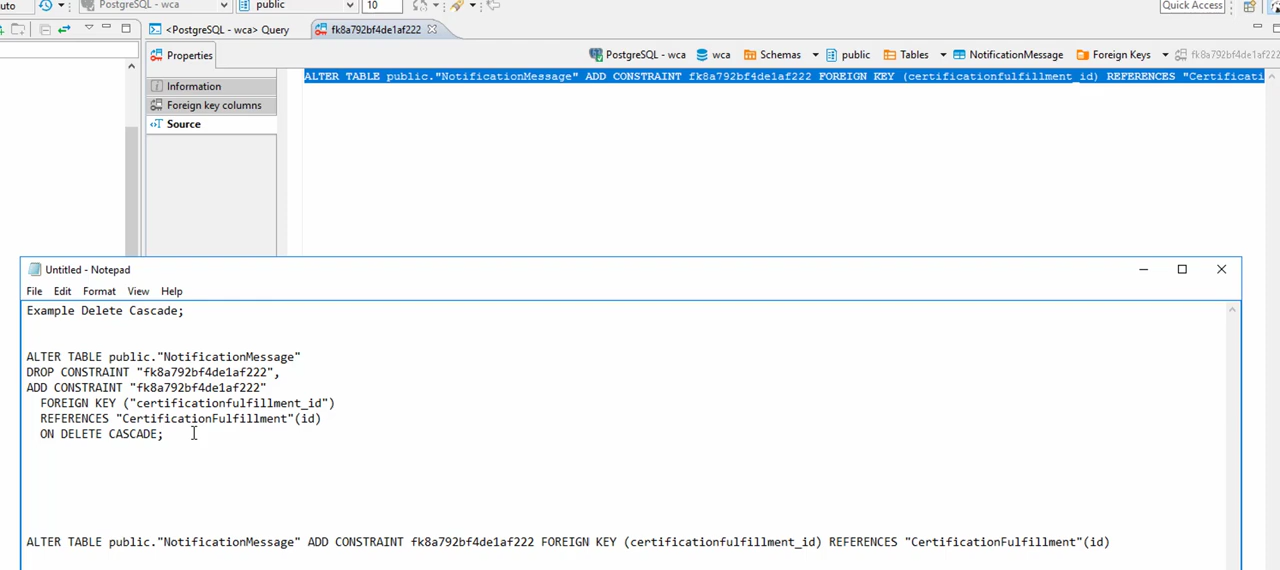 uto PostgreSQL - wca public 10 Quick Access
<PostgreSQL - wca> Query fk8a792bf4de1af222
Properties PostgreSQL - wca wca Schemas public Tables NotificationMessage Foreign Keys fk8a792bf4de1af222
ALTER TABLE public."NotificationMessage" ADD CONSTRAINT fk8a792bf4de1af222 FOREIGN KEY (certificationfulfillment_id) REFERENCES "Certificati
Information
Foreign key columns
Source
Untitled - Notepad
File Edit Format View Help
Example Delete Cascade;
ALTER TABLE public."NotificationMessage"
DROP CONSTRAINT "fk8a792bf4de1af222",
ADD CONSTRAINT "fk8a792bf4de1af222"
FOREIGN KEY ("certificationfulfillment_id")
REFERENCES "CertificationFulfillment"(id)
ON DELETE CASCADE;
ALTER TABLE public."NotificationMessage" ADD CONSTRAINT fk8a792bf4de1af222 FOREIGN KEY (certificationfulfillment_id) REFERENCES "CertificationFulfillment"(id)